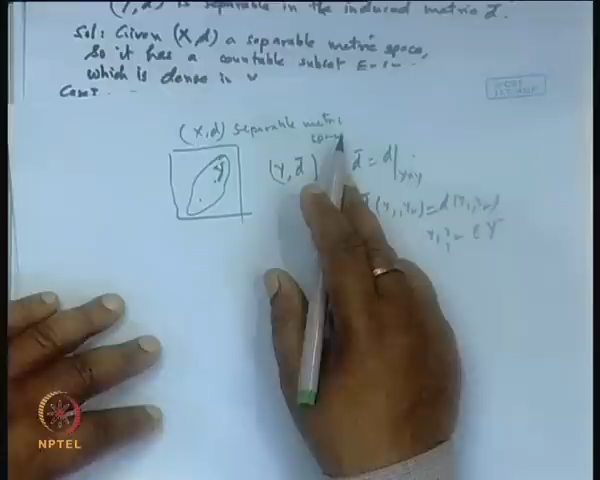 (Y, d̄) is separable in the induced metric d̄.
Sol: Given (X,d) a separable metric space,
So it has a countable subset
which is dense in
Case I
(X,d) separable metric
Y (Y, d̄) d̄ = d|Y×Y
(y₁,y₂) = d(y₁,y₂)
y₁,y₂ ∈ Y
NPTEL